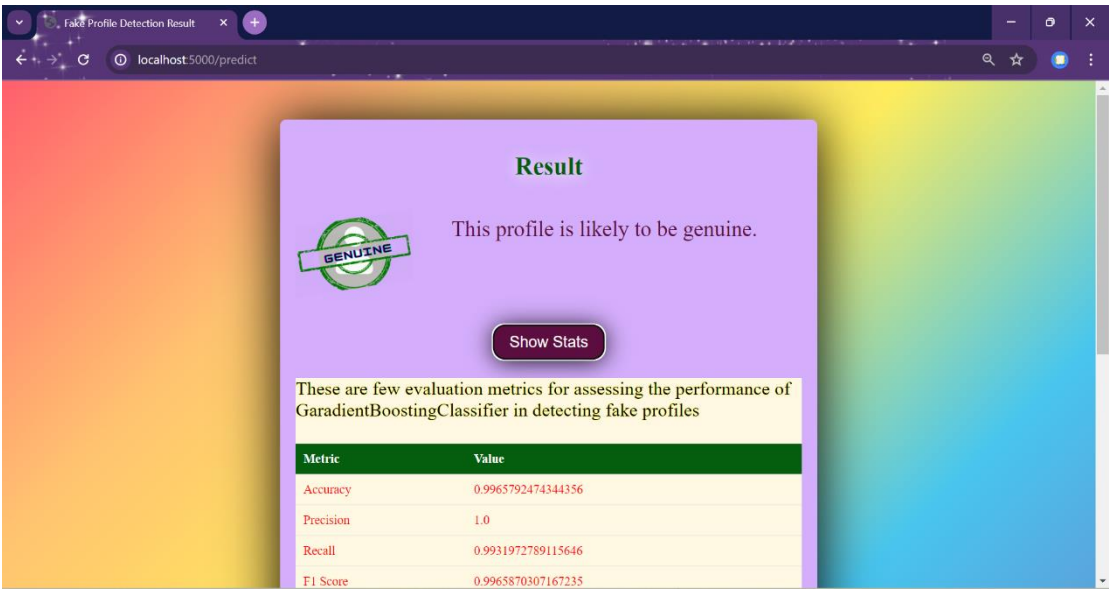 Fake Profile Detection Result
localhost:5000/predict
Result
GENUINE
This profile is likely to be genuine.
Show Stats
These are few evaluation metrics for assessing the performance of
GaradientBoostingClassifier in detecting fake profiles
Metric Value
Accuracy 0.9965792474344356
Precision 1.0
Recall 0.9931972789115646
F1 Score 0.9965870307167235